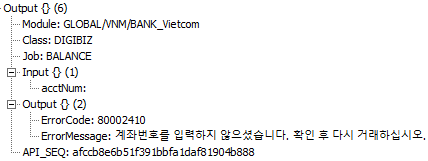 Output {} (6)
Module: GLOBAL/VNM/BANK_Vietcom
Class: DIGIBIZ
Job: BALANCE
Input {} (1)
acctNum:
Output {} (2)
ErrorCode: 80002410
ErrorMessage: 계좌번호를 입력하지 않으셨습니다. 확인 후 다시 거래하십시오.
API_SEQ: afccb8e6b51f391bbfa1daf81904b888